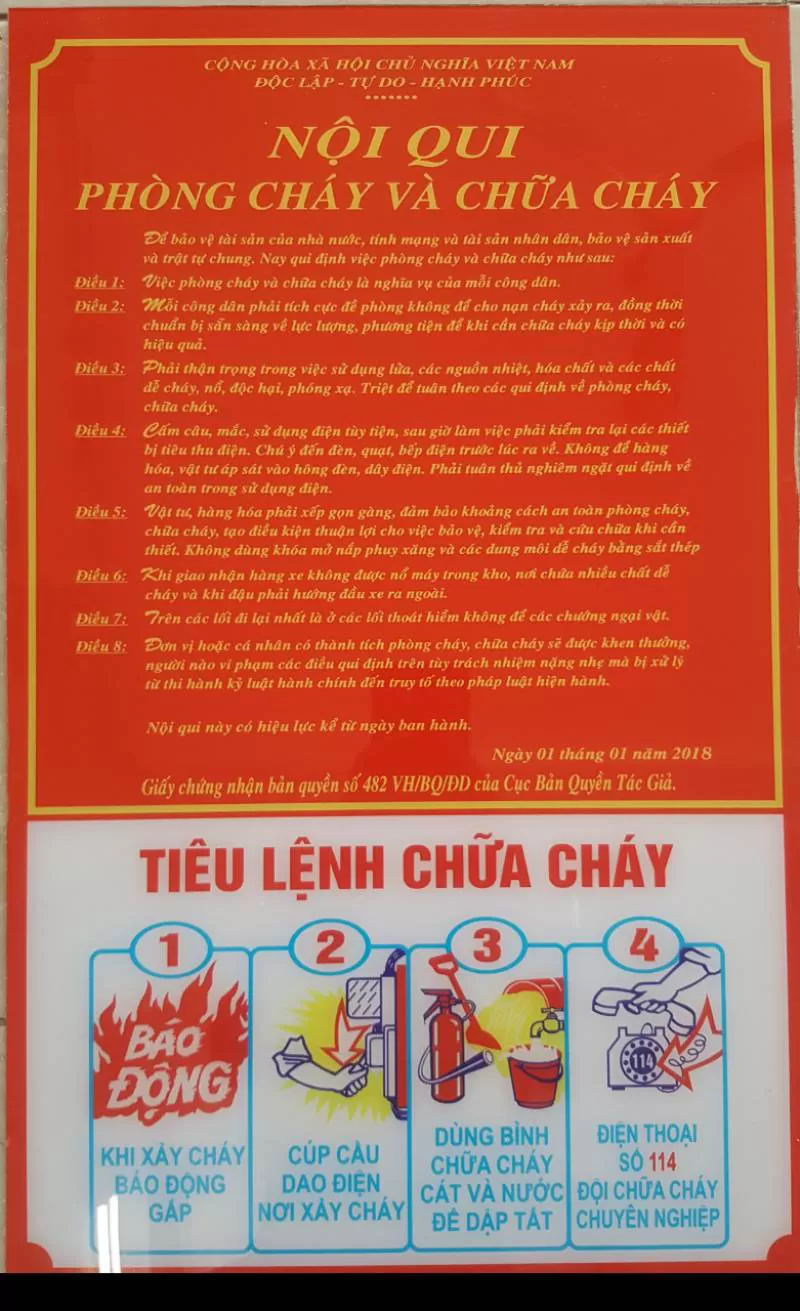 CỘNG HÒA XÃ HỘI CHỦ NGHĨA VIỆT NAM
ĐỘC LẬP - TỰ DO - HẠNH PHÚC
NỘI QUI
PHÒNG CHÁY VÀ CHỮA CHÁY
Để bảo vệ tài sản của nhà nước, tính mạng và tài sản nhân dân, bảo vệ sản xuất
và trật tự chung. Nay qui định việc phòng cháy và chữa cháy như sau:
Điều 1: Việc phòng cháy và chữa cháy là nghĩa vụ của mỗi công dân.
Điều 2: Mỗi công dân phải tích cực đề phòng không để cho nạn cháy xảy ra, đồng thời
chuẩn bị sẵn sàng về lực lượng, phương tiện để khi cần chữa cháy kịp thời và có
hiệu quả.
Điều 3: Phải thận trọng trong việc sử dụng lửa, các nguồn nhiệt, hóa chất và các chất
dễ cháy, nổ, độc hại, phóng xạ. Triệt để tuân theo các qui định về phòng cháy,
chữa cháy.
Điều 4: Cấm câu, mắc, sử dụng điện tùy tiện, sau giờ làm việc phải kiểm tra lại các thiết
bị tiêu thu điện. Chú ý đến đèn, quạt, bếp điện trước lúc ra về. Không để hàng
hóa, vật tư áp sát vào hông đèn, dây điện. Phải tuân thủ nghiêm ngặt qui định về
an toàn trong sử dụng điện.
Điều 5: Vật tư, hàng hóa phải xếp gọn gàng, đảm bảo khoảng cách an toàn phòng cháy,
chữa cháy, tạo điều kiện thuận lợi cho việc bảo vệ, kiểm tra và cứu chữa khi cần
thiết. Không dùng khóa mở nắp phuy xăng và các dung môi dễ cháy bằng sắt thép
Điều 6: Khi giao nhận hàng xe không được nổ máy trong kho, nơi chứa nhiều chất dễ
cháy và khi đậu phải hướng đầu xe ra ngoài.
Điều 7: Trên các lối đi lại nhất là ở các lối thoát hiểm không để các chướng ngại vật.
Điều 8: Đơn vị hoặc cá nhân có thành tích phòng cháy, chữa cháy sẽ được khen thưởng,
người nào vi phạm các điều qui định trên tùy trách nhiệm nặng nhẹ mà bị xử lý
từ thi hành kỷ luật hành chính đến truy tố theo pháp luật hiện hành.
Nội qui này có hiệu lực kể từ ngày ban hành.
Ngày 01 tháng 01 năm 2018
Giấy chứng nhận bản quyền số 482 VH/BQ/ĐD của Cục Bản Quyền Tác Giả.
TIÊU LỆNH CHỮA CHÁY
1
BÁO
ĐỘNG
KHI XẢY CHÁY
BÁO ĐỘNG
GẤP
2
CÚP CẦU
DAO ĐIỆN
NƠI XẢY CHÁY
3
DÙNG BÌNH
CHỮA CHÁY
CÁT VÀ NƯỚC
ĐỂ DẬP TẮT
4
114
ĐIỆN THOẠI
SỐ 114
ĐỘI CHỮA CHÁY
CHUYÊN NGHIỆP